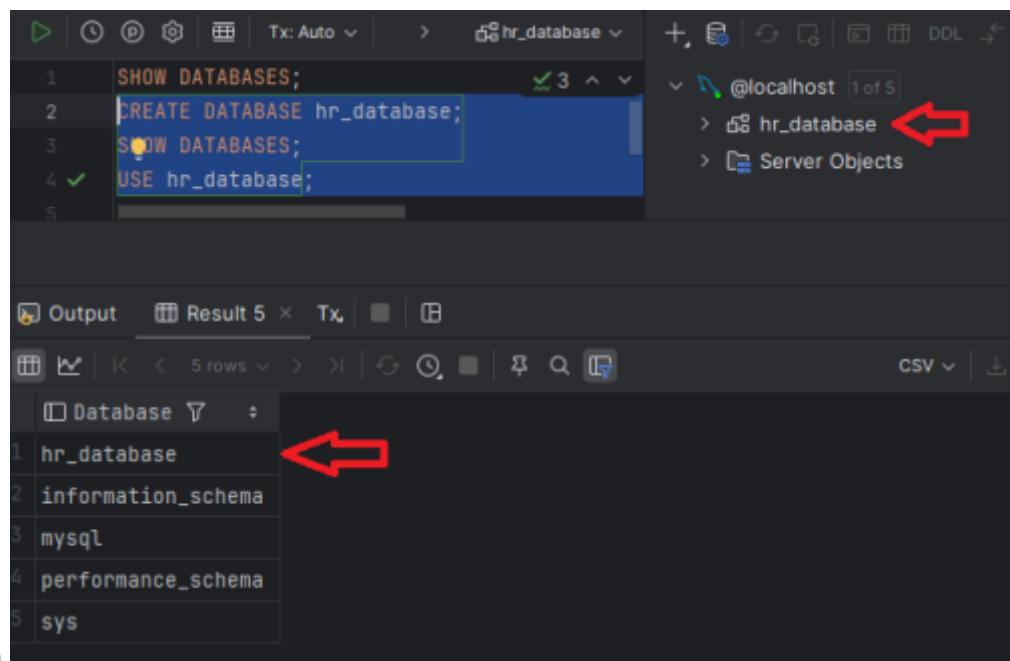 Tx: Auto hr_database DDL
1 SHOW DATABASES; 3
2 CREATE DATABASE hr_database;
3 SHOW DATABASES;
4 USE hr_database;
5
@localhost 1 of 5
hr_database
Server Objects
Output Result 5 × Tx
5 rows CSV
Database
1 hr_database
2 information_schema
3 mysql
4 performance_schema
5 sys